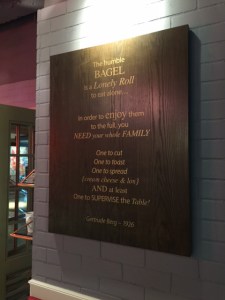 The humble
BAGEL
is a Lonely Roll
to eat alone...
In order to enjoy them
to the full, you
NEED your whole FAMILY
One to cut
One to toast
One to spread
[cream cheese & lox]
AND at least
One to SUPERVISE the Table'
Gertrude Berg – 1926